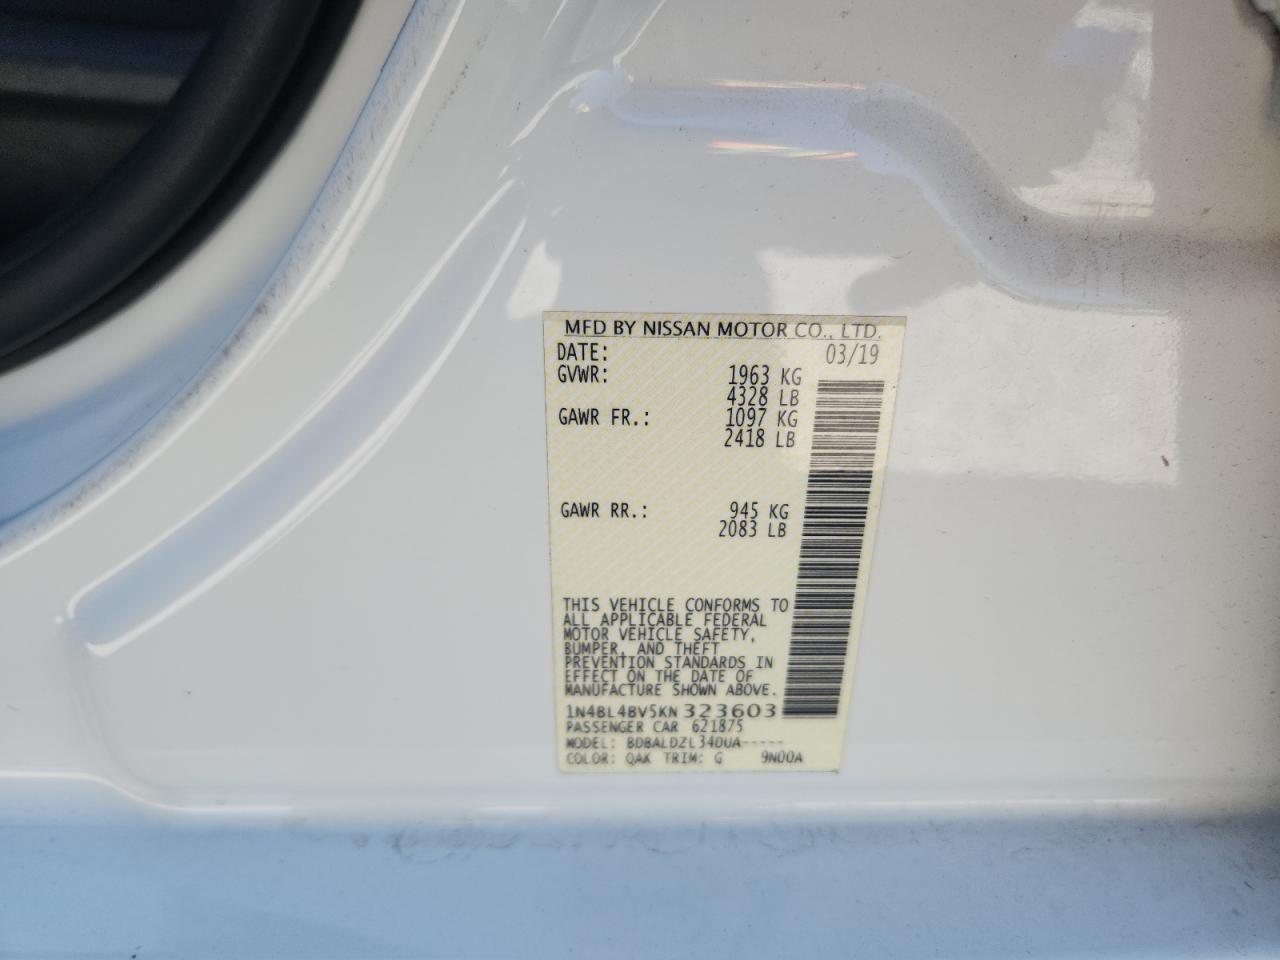 MFD BY NISSAN MOTOR CO., LTD.
DATE: 03/19
GVWR: 1963 KG
4328 LB
GAWR FR.: 1097 KG
2418 LB
GAWR RR.: 945 KG
2083 LB
THIS VEHICLE CONFORMS TO
ALL APPLICABLE FEDERAL
MOTOR VEHICLE SAFETY,
BUMPER, AND THEFT
PREVENTION STANDARDS IN
EFFECT ON THE DATE OF
MANUFACTURE SHOWN ABOVE.
1N4BL4BV5KN323603
PASSENGER CAR 621875
MODEL: BDBALDZL34DUA-----
COLOR: QAK TRIM: G 9N00A